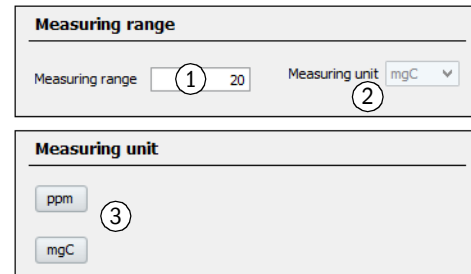 Measuring range
Measuring range 1 20 Measuring unit mgC
2
Measuring unit
ppm
3
mgC